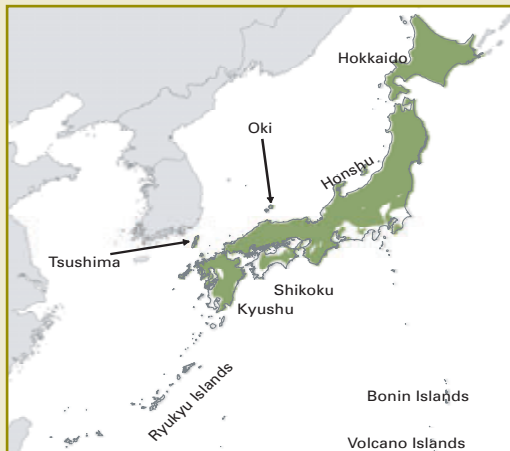 Hokkaido
Oki
Honshu
Tsushima
Shikoku
Kyushu
Ryukyu Islands
Bonin Islands
Volcano Islands